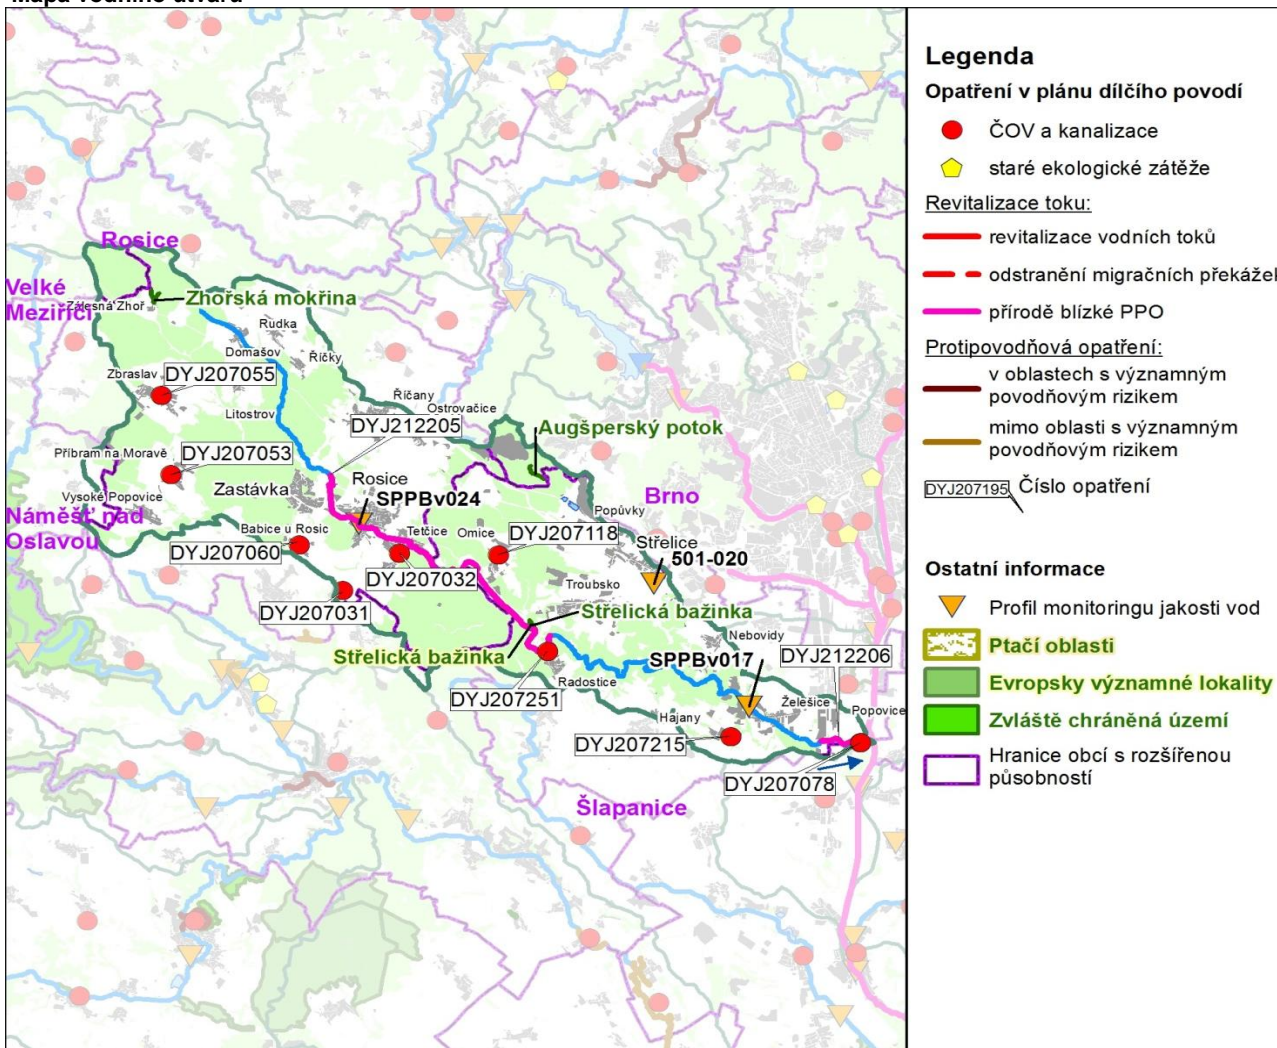 Mapa vodního útvaru
Rosice
Velké
Meziříčí
Zálesná Zhoř
Zhořská mokřina
Rudka
Domašov
Říčky
Zbraslav
DYJ207055
Říčany
Ostrovačice
Litostrov
DYJ212205
Augšperský potok
Příbram na Moravě
DYJ207053
Rosice
Zastávka
SPPBv024
Brno
Vysoké Popovice
Náměšť nad
Oslavou
Popůvky
Babice u Rosic
Tetčice
Omice
DYJ207118
Střelice
501-020
DYJ207060
DYJ207032
Troubsko
DYJ207031
Střelická bažinka
Nebovidy
Střelická bažinka
SPPBv017
DYJ212206
Radostice
DYJ207251
Želešice
Popovice
Hajany
DYJ207215
DYJ207078
Šlapanice
Legenda
Opatření v plánu dílčího povodí
ČOV a kanalizace
staré ekologické zátěže
Revitalizace toku:
revitalizace vodních toků
odstranění migračních překážek
přírodě blízké PPO
Protipovodňová opatření:
v oblastech s významným
povodňovým rizikem
mimo oblasti s významným
povodňovým rizikem
DYJ207195 Číslo opatření
Ostatní informace
Profil monitoringu jakosti vod
Ptačí oblasti
Evropsky významné lokality
Zvláště chráněná území
Hranice obcí s rozšířenou
působností